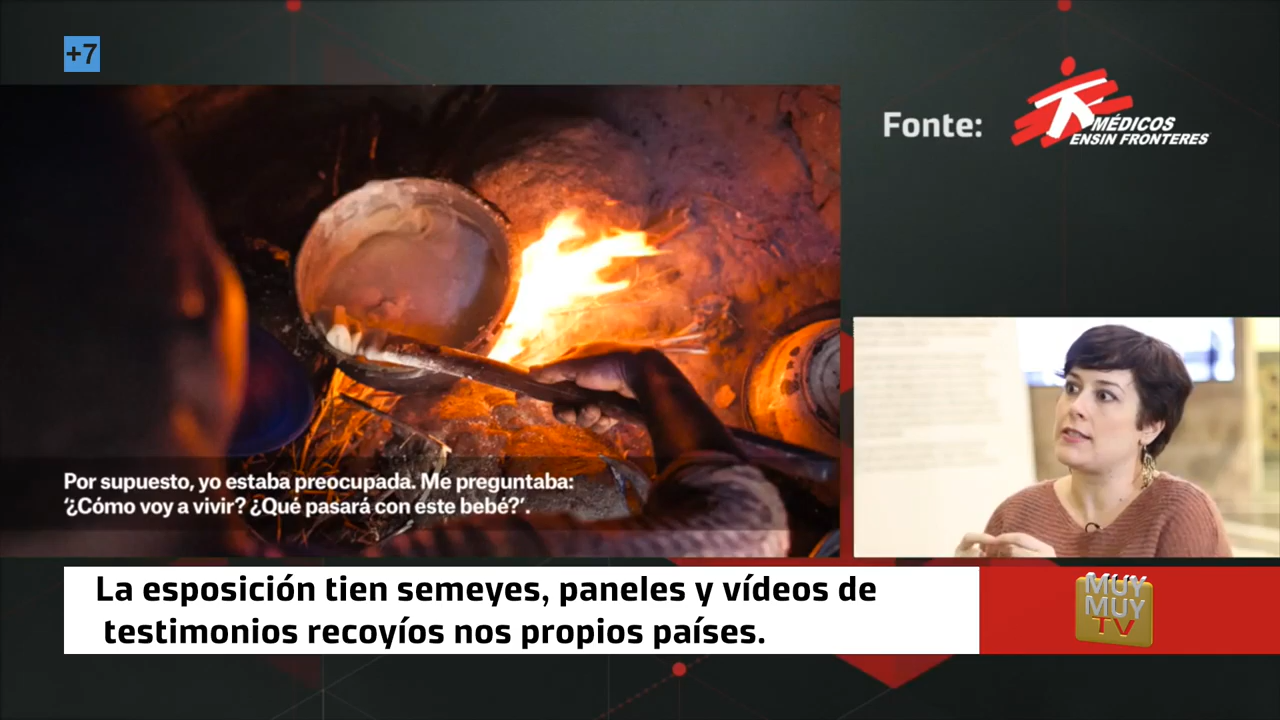 +7
Fonte:
MÉDICOS
ENSIN FRONTERES
Por supuesto, yo estaba preocupada. Me preguntaba:
‘¿Cómo voy a vivir? ¿Qué pasará con este bebé?’.
La esposición tien semeyes, paneles y vídeos de
testimonios recoyíos nos propios países.
MUY
MUY
TV